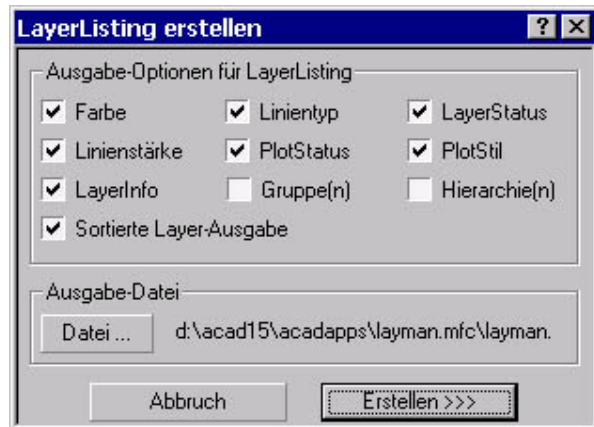 LayerListing erstellen
Ausgabe-Optionen für LayerListing
Farbe Linientyp LayerStatus
Linienstärke PlotStatus PlotStil
LayerInfo Gruppe(n) Hierarchie(n)
Sortierte Layer-Ausgabe
Ausgabe-Datei
Datei ... d:\acad15\acadapps\layman.mfc\layman.
Abbruch Erstellen >>>